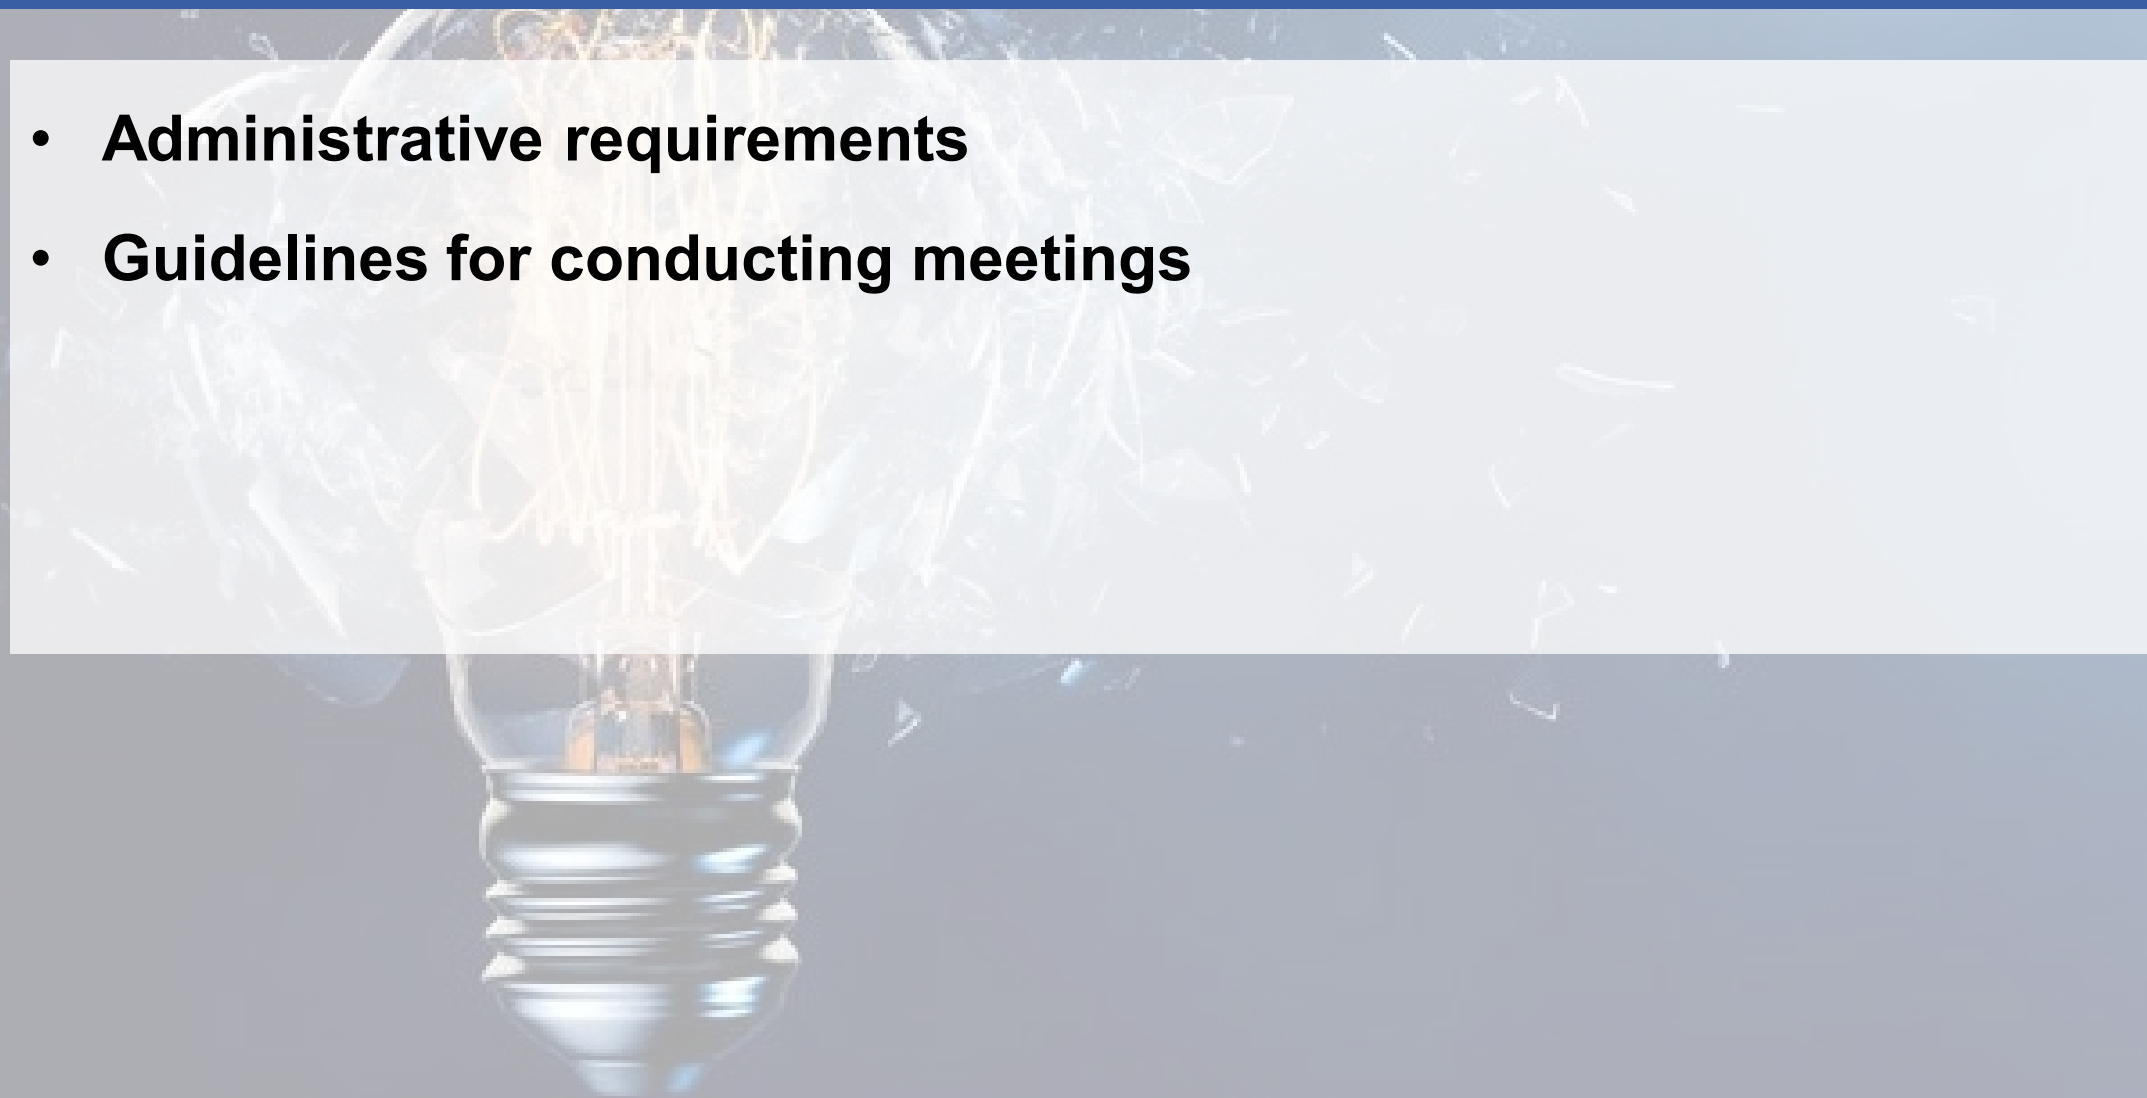 • Administrative requirements
• Guidelines for conducting meetings